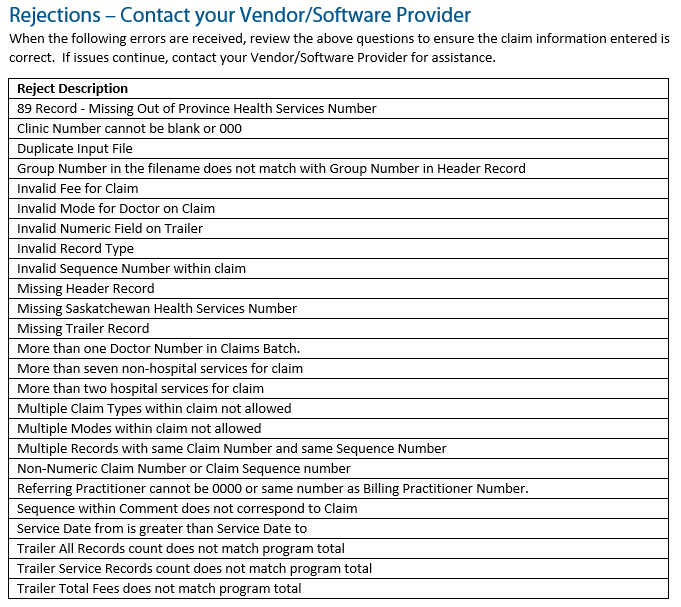 Rejections – Contact your Vendor/Software Provider
When the following errors are received, review the above questions to ensure the claim information entered is
correct.  If issues continue, contact your Vendor/Software Provider for assistance.
Reject Description
89 Record - Missing Out of Province Health Services Number
Clinic Number cannot be blank or 000
Duplicate Input File
Group Number in the filename does not match with Group Number in Header Record
Invalid Fee for Claim
Invalid Mode for Doctor on Claim
Invalid Numeric Field on Trailer
Invalid Record Type
Invalid Sequence Number within claim
Missing Header Record
Missing Saskatchewan Health Services Number
Missing Trailer Record
More than one Doctor Number in Claims Batch.
More than seven non-hospital services for claim
More than two hospital services for claim
Multiple Claim Types within claim not allowed
Multiple Modes within claim not allowed
Multiple Records with same Claim Number and same Sequence Number
Non-Numeric Claim Number or Claim Sequence number
Referring Practitioner cannot be 0000 or same number as Billing Practitioner Number.
Sequence within Comment does not correspond to Claim
Service Date from is greater than Service Date to
Trailer All Records count does not match program total
Trailer Service Records count does not match program total
Trailer Total Fees does not match program total